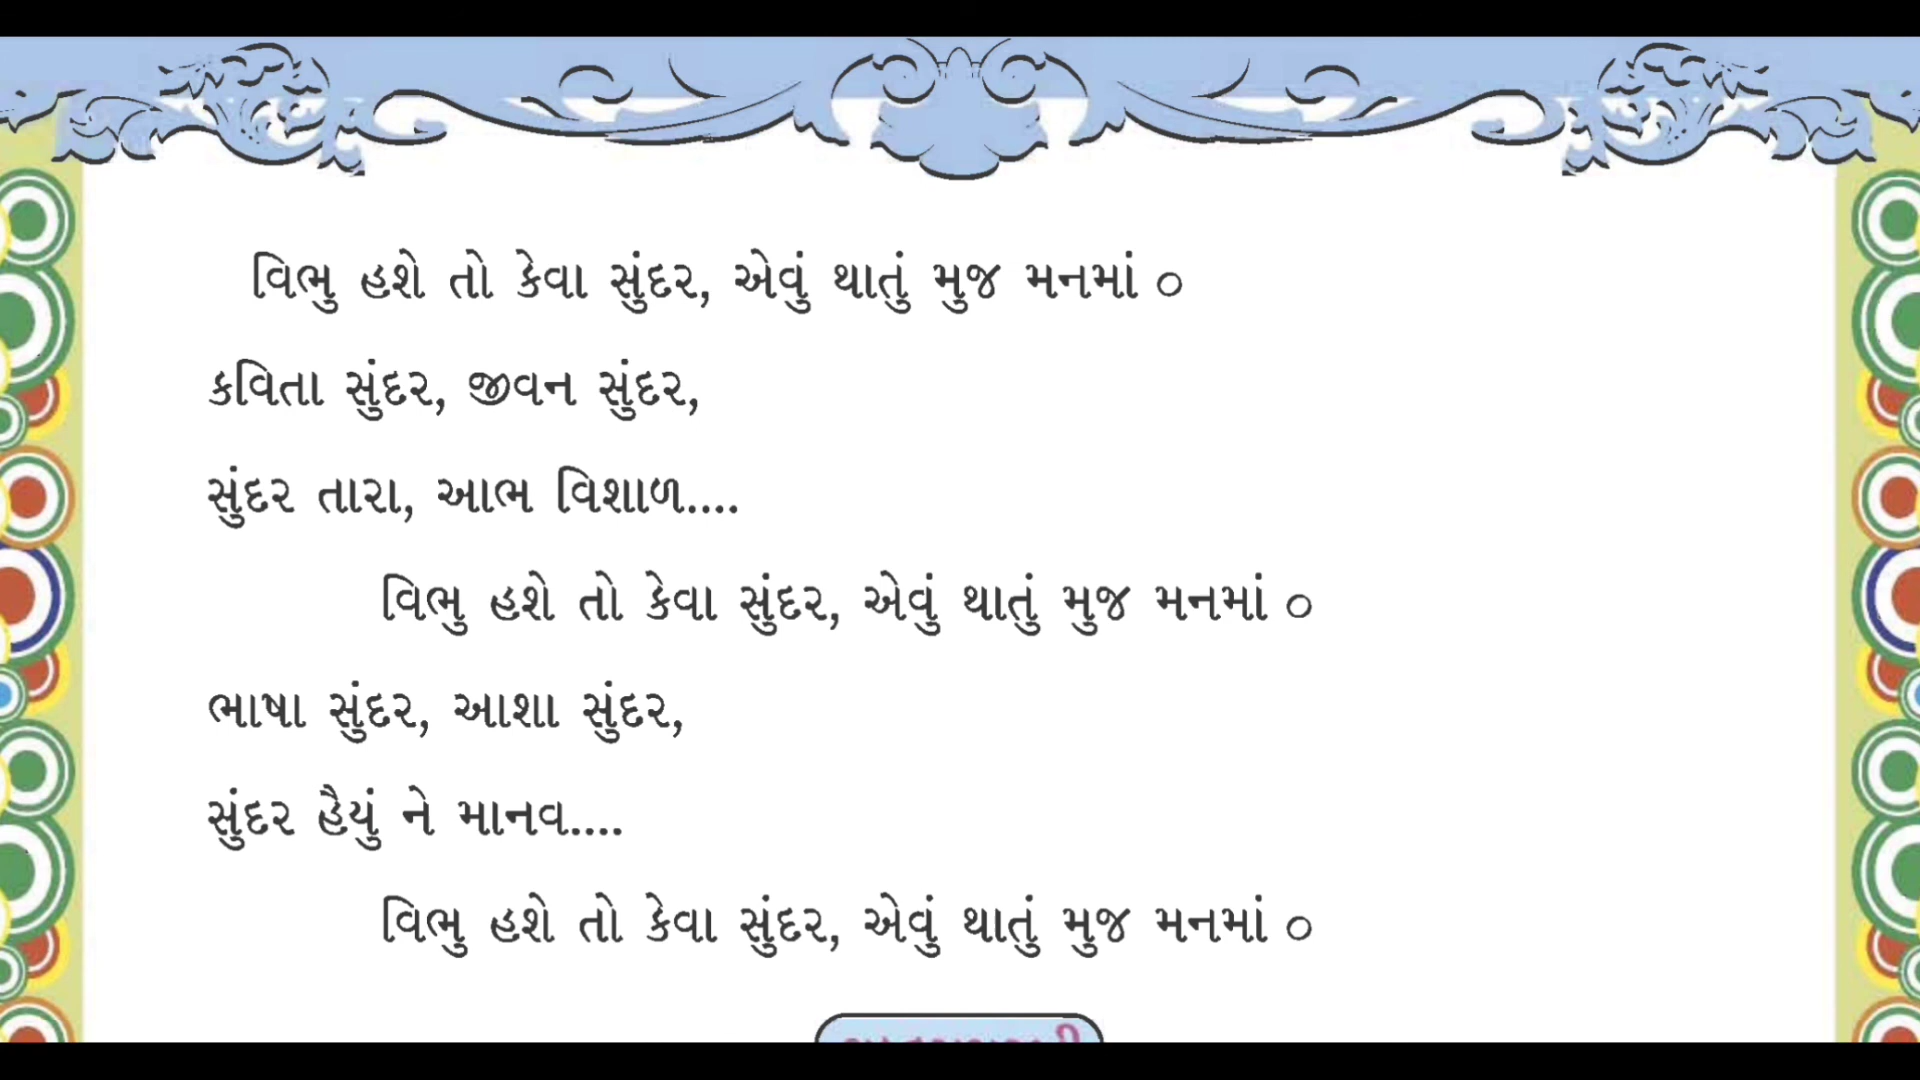 વિભુ હશે તો કેવા સુંદર, એવું થાતું મુજ મનમાં ૦
કવિતા સુંદર, જીવન સુંદર,
સુંદર તારા, આભ વિશાળ....
વિભુ હશે તો કેવા સુંદર, એવું થાતું મુજ મનમાં ૦
ભાષા સુંદર, આશા સુંદર,
સુંદર હૈયું ને માનવ....
વિભુ હશે તો કેવા સુંદર, એવું થાતું મુજ મનમાં ૦